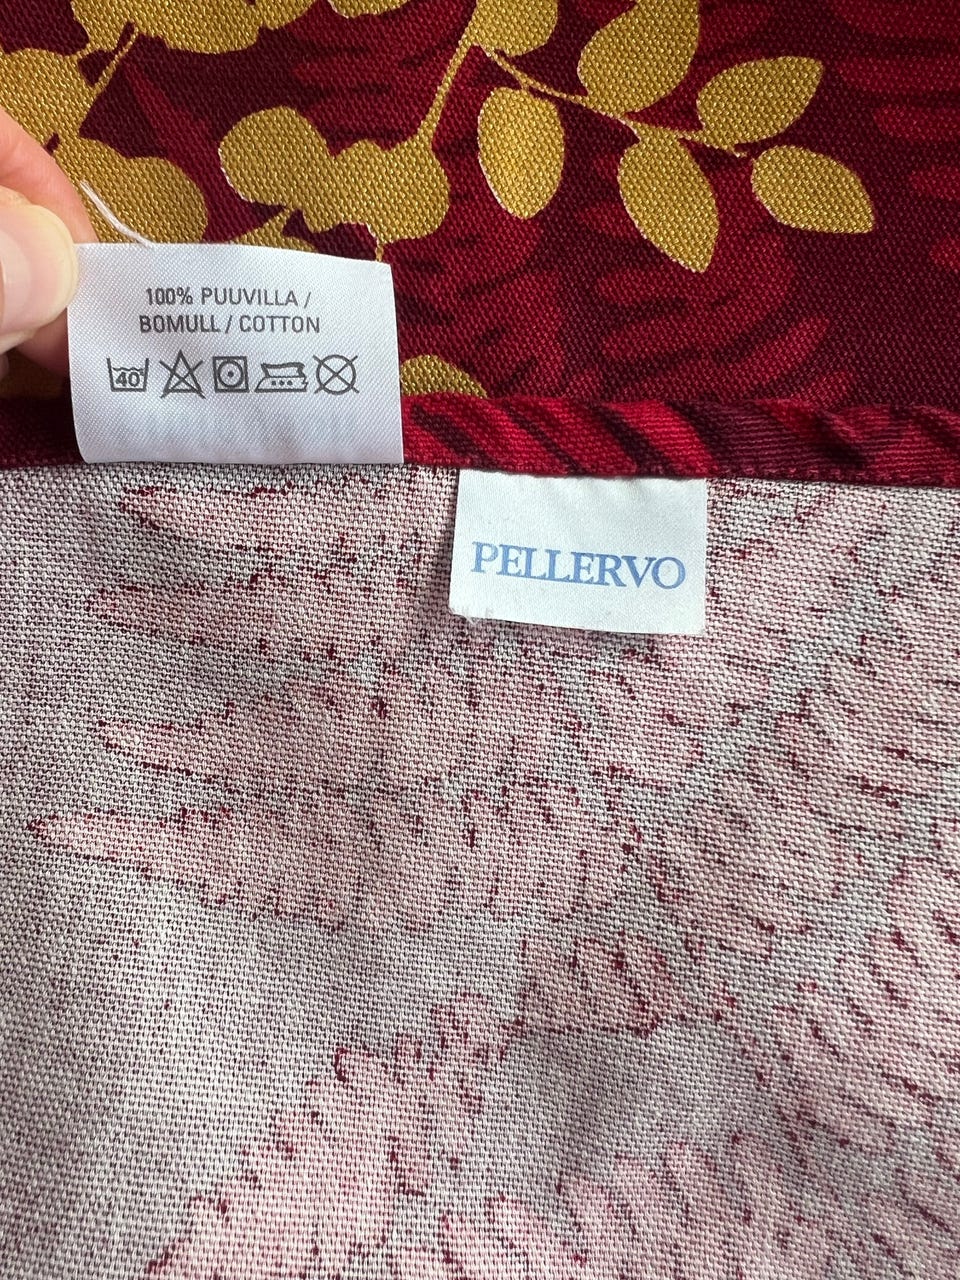 100% PUUVILLA /
BOMULL / COTTON
40
PELLERVO